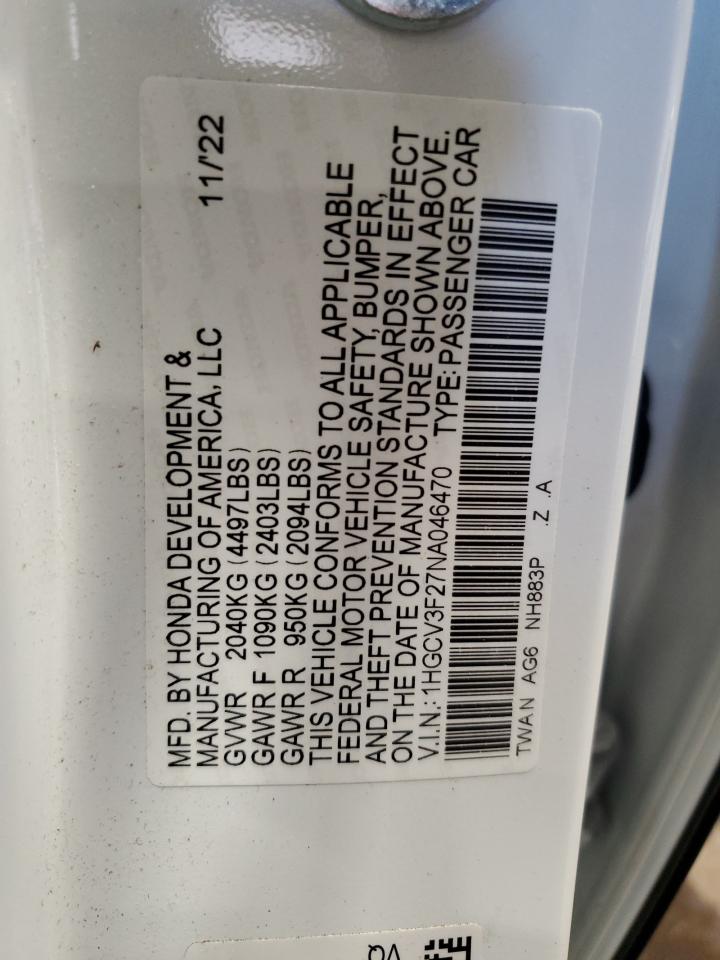 MFD. BY HONDA DEVELOPMENT &
MANUFACTURING OF AMERICA, LLC 11/'22
GVWR 2040KG (4497LBS)
GAWR F 1090KG (2403LBS)
GAWR R 950KG (2094LBS)
THIS VEHICLE CONFORMS TO ALL APPLICABLE
FEDERAL MOTOR VEHICLE SAFETY, BUMPER,
AND THEFT PREVENTION STANDARDS IN EFFECT
ON THE DATE OF MANUFACTURE SHOWN ABOVE.
V.I.N.: 1HGCV3F27NA046470 TYPE: PASSENGER CAR
TWA N AG6 NH883P .Z .A